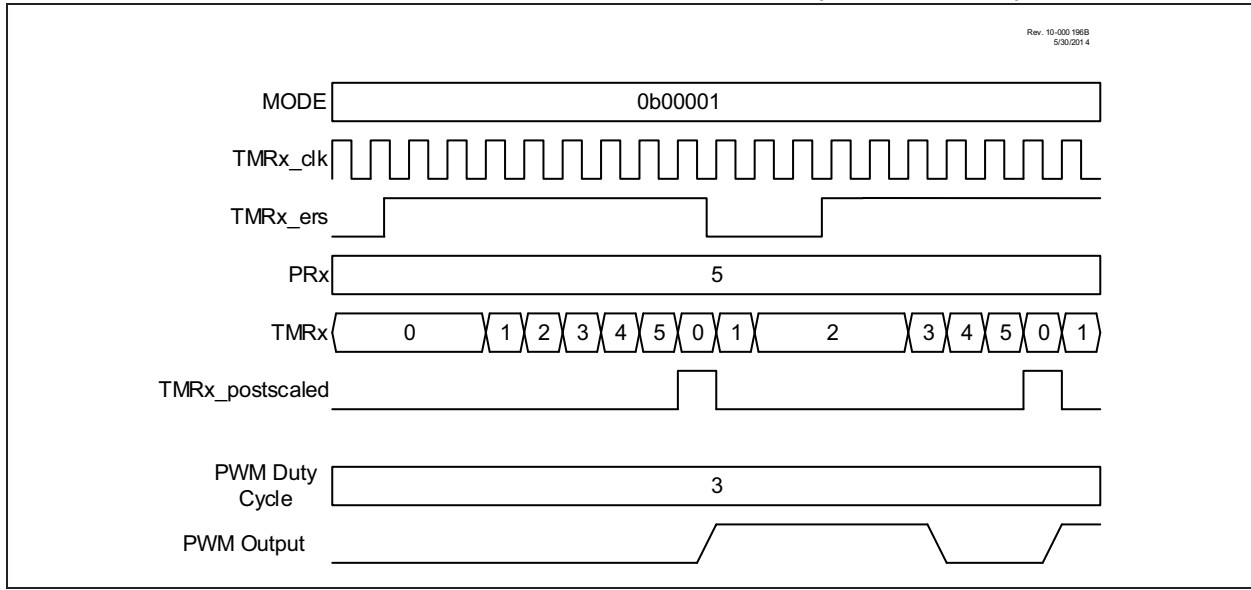 Rev. 10-000 196B
5/30/201 4
MODE 0b00001
TMRx_clk
TMRx_ers
PRx 5
TMRx 0 1 2 3 4 5 0 1 2 3 4 5 0 1
TMRx_postscaled
PWM Duty
Cycle 3
PWM Output